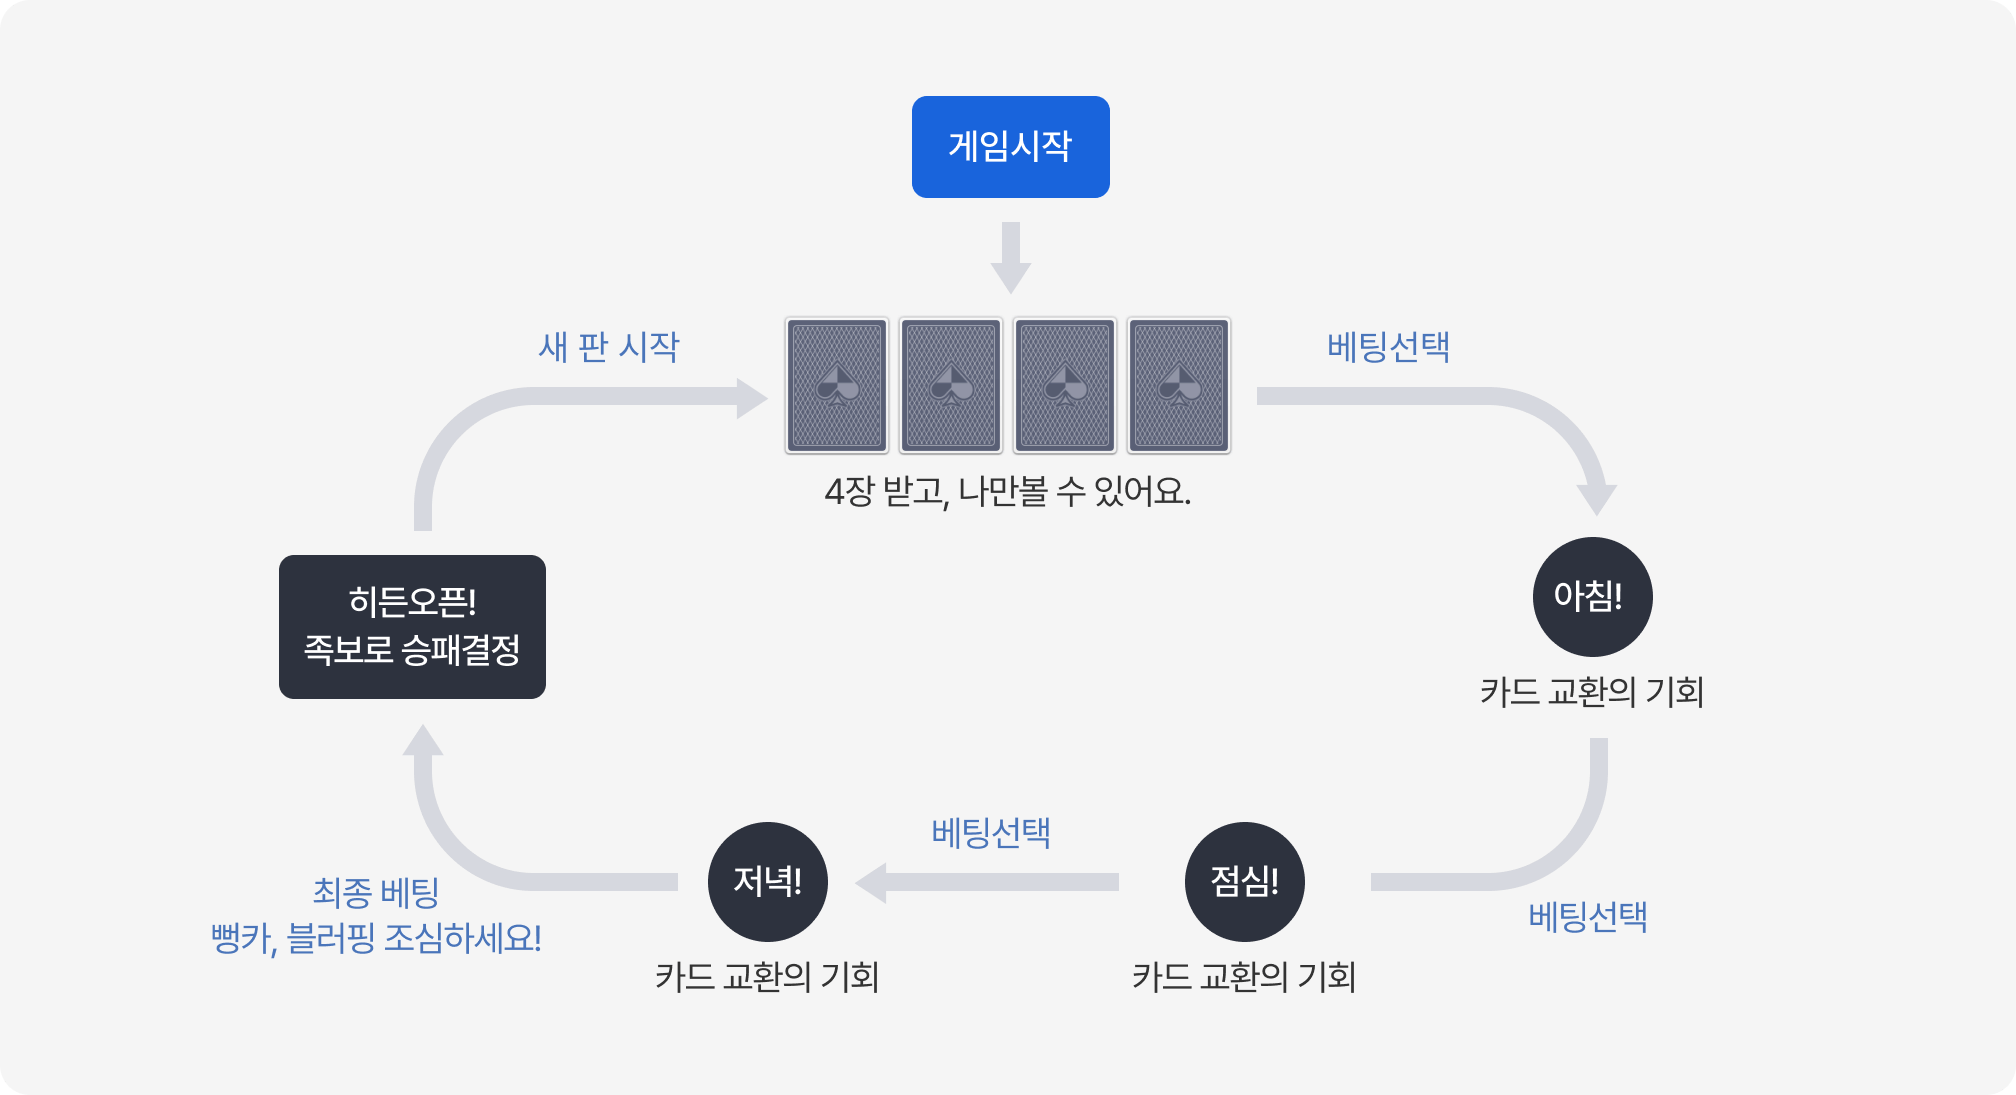 게임시작
새 판 시작
베팅선택
4장 받고, 나만볼 수 있어요.
히든오픈!
족보로 승패결정
아침!
카드 교환의 기회
베팅선택
점심!
카드 교환의 기회
베팅선택
저녁!
카드 교환의 기회
최종 베팅
뻥카, 블러핑 조심하세요!